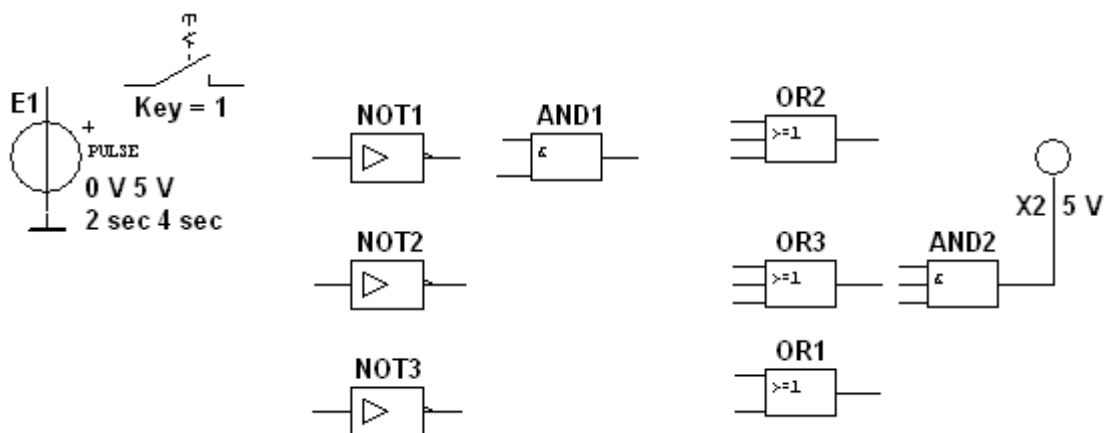 E1
+
PULSE
0 V 5 V
2 sec 4 sec
Key = 1
NOT1
AND1
&
OR2
>=1
X2 5 V
NOT2
OR3
>=1
AND2
&
NOT3
OR1
>=1